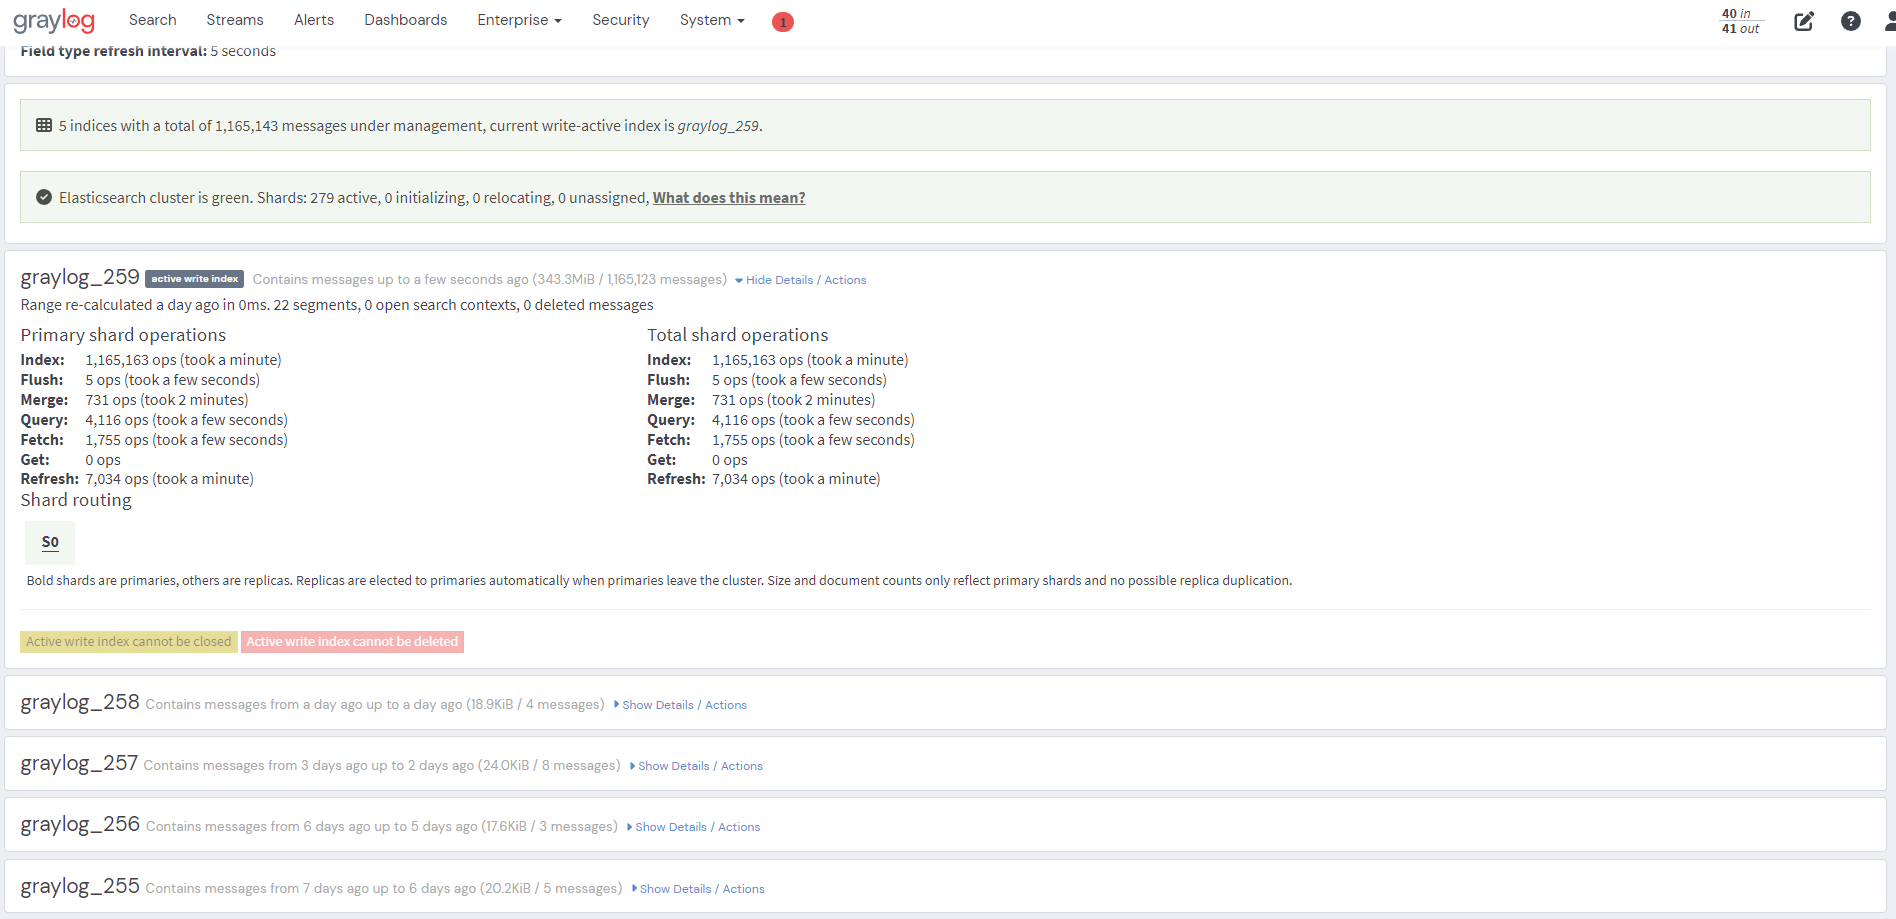 graylog Search Streams Alerts Dashboards Enterprise Security System 1 40 in
41 out
Field type refresh interval: 5 seconds
5 indices with a total of 1,165,143 messages under management, current write-active index is graylog_259.
Elasticsearch cluster is green. Shards: 279 active, 0 initializing, 0 relocating, 0 unassigned, What does this mean?
graylog_259 active write index Contains messages up to a few seconds ago (343.3MiB / 1,165,123 messages) Hide Details / Actions
Range re-calculated a day ago in 0ms. 22 segments, 0 open search contexts, 0 deleted messages
Primary shard operations
Index: 1,165,163 ops (took a minute)
Flush: 5 ops (took a few seconds)
Merge: 731 ops (took 2 minutes)
Query: 4,116 ops (took a few seconds)
Fetch: 1,755 ops (took a few seconds)
Get: 0 ops
Refresh: 7,034 ops (took a minute)
Total shard operations
Index: 1,165,163 ops (took a minute)
Flush: 5 ops (took a few seconds)
Merge: 731 ops (took 2 minutes)
Query: 4,116 ops (took a few seconds)
Fetch: 1,755 ops (took a few seconds)
Get: 0 ops
Refresh: 7,034 ops (took a minute)
Shard routing
S0
Bold shards are primaries, others are replicas. Replicas are elected to primaries automatically when primaries leave the cluster. Size and document counts only reflect primary shards and no possible replica duplication.
Active write index cannot be closed Active write index cannot be deleted
graylog_258 Contains messages from a day ago up to a day ago (18.9KiB / 4 messages) Show Details / Actions
graylog_257 Contains messages from 3 days ago up to 2 days ago (24.0KiB / 8 messages) Show Details / Actions
graylog_256 Contains messages from 6 days ago up to 5 days ago (17.6KiB / 3 messages) Show Details / Actions
graylog_255 Contains messages from 7 days ago up to 6 days ago (20.2KiB / 5 messages) Show Details / Actions